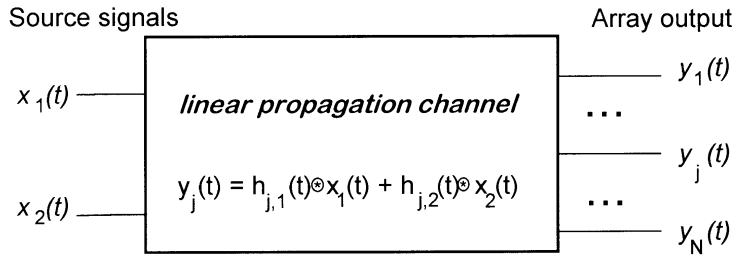 Source signals
Array output
x1(t)
y1(t)
linear propagation channel
...
yj(t)
yj(t) = hj,1(t)⊛x1(t) + hj,2(t)⊛x2(t)
x2(t)
...
yN(t)